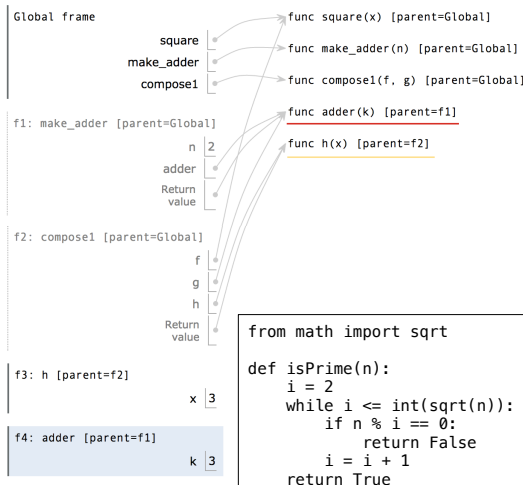 Global frame
square
make_adder
compose1
func square(x) [parent=Global]
func make_adder(n) [parent=Global]
func compose1(f, g) [parent=Global]
func adder(k) [parent=f1]
func h(x) [parent=f2]
f1: make_adder [parent=Global]
n 2
adder
Return
value
f2: compose1 [parent=Global]
f
g
h
Return
value
f3: h [parent=f2]
x 3
f4: adder [parent=f1]
k 3
from math import sqrt
def isPrime(n):
    i = 2
    while i <= int(sqrt(n)):
        if n % i == 0:
            return False
        i = i + 1
    return True